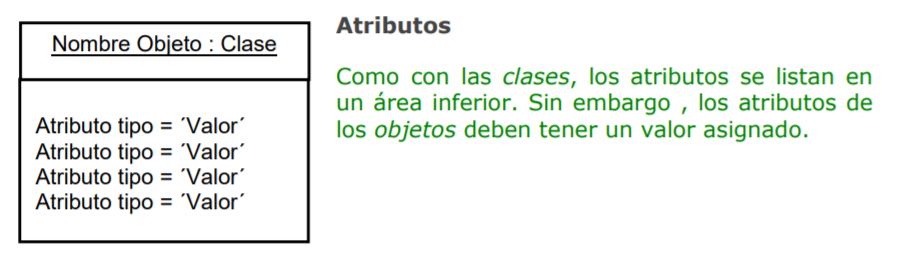 Nombre Objeto : Clase
Atributo tipo = ´Valor´
Atributo tipo = ´Valor´
Atributo tipo = ´Valor´
Atributo tipo = ´Valor´
Atributos
Como con las clases, los atributos se listan en
un área inferior. Sin embargo , los atributos de
los objetos deben tener un valor asignado.